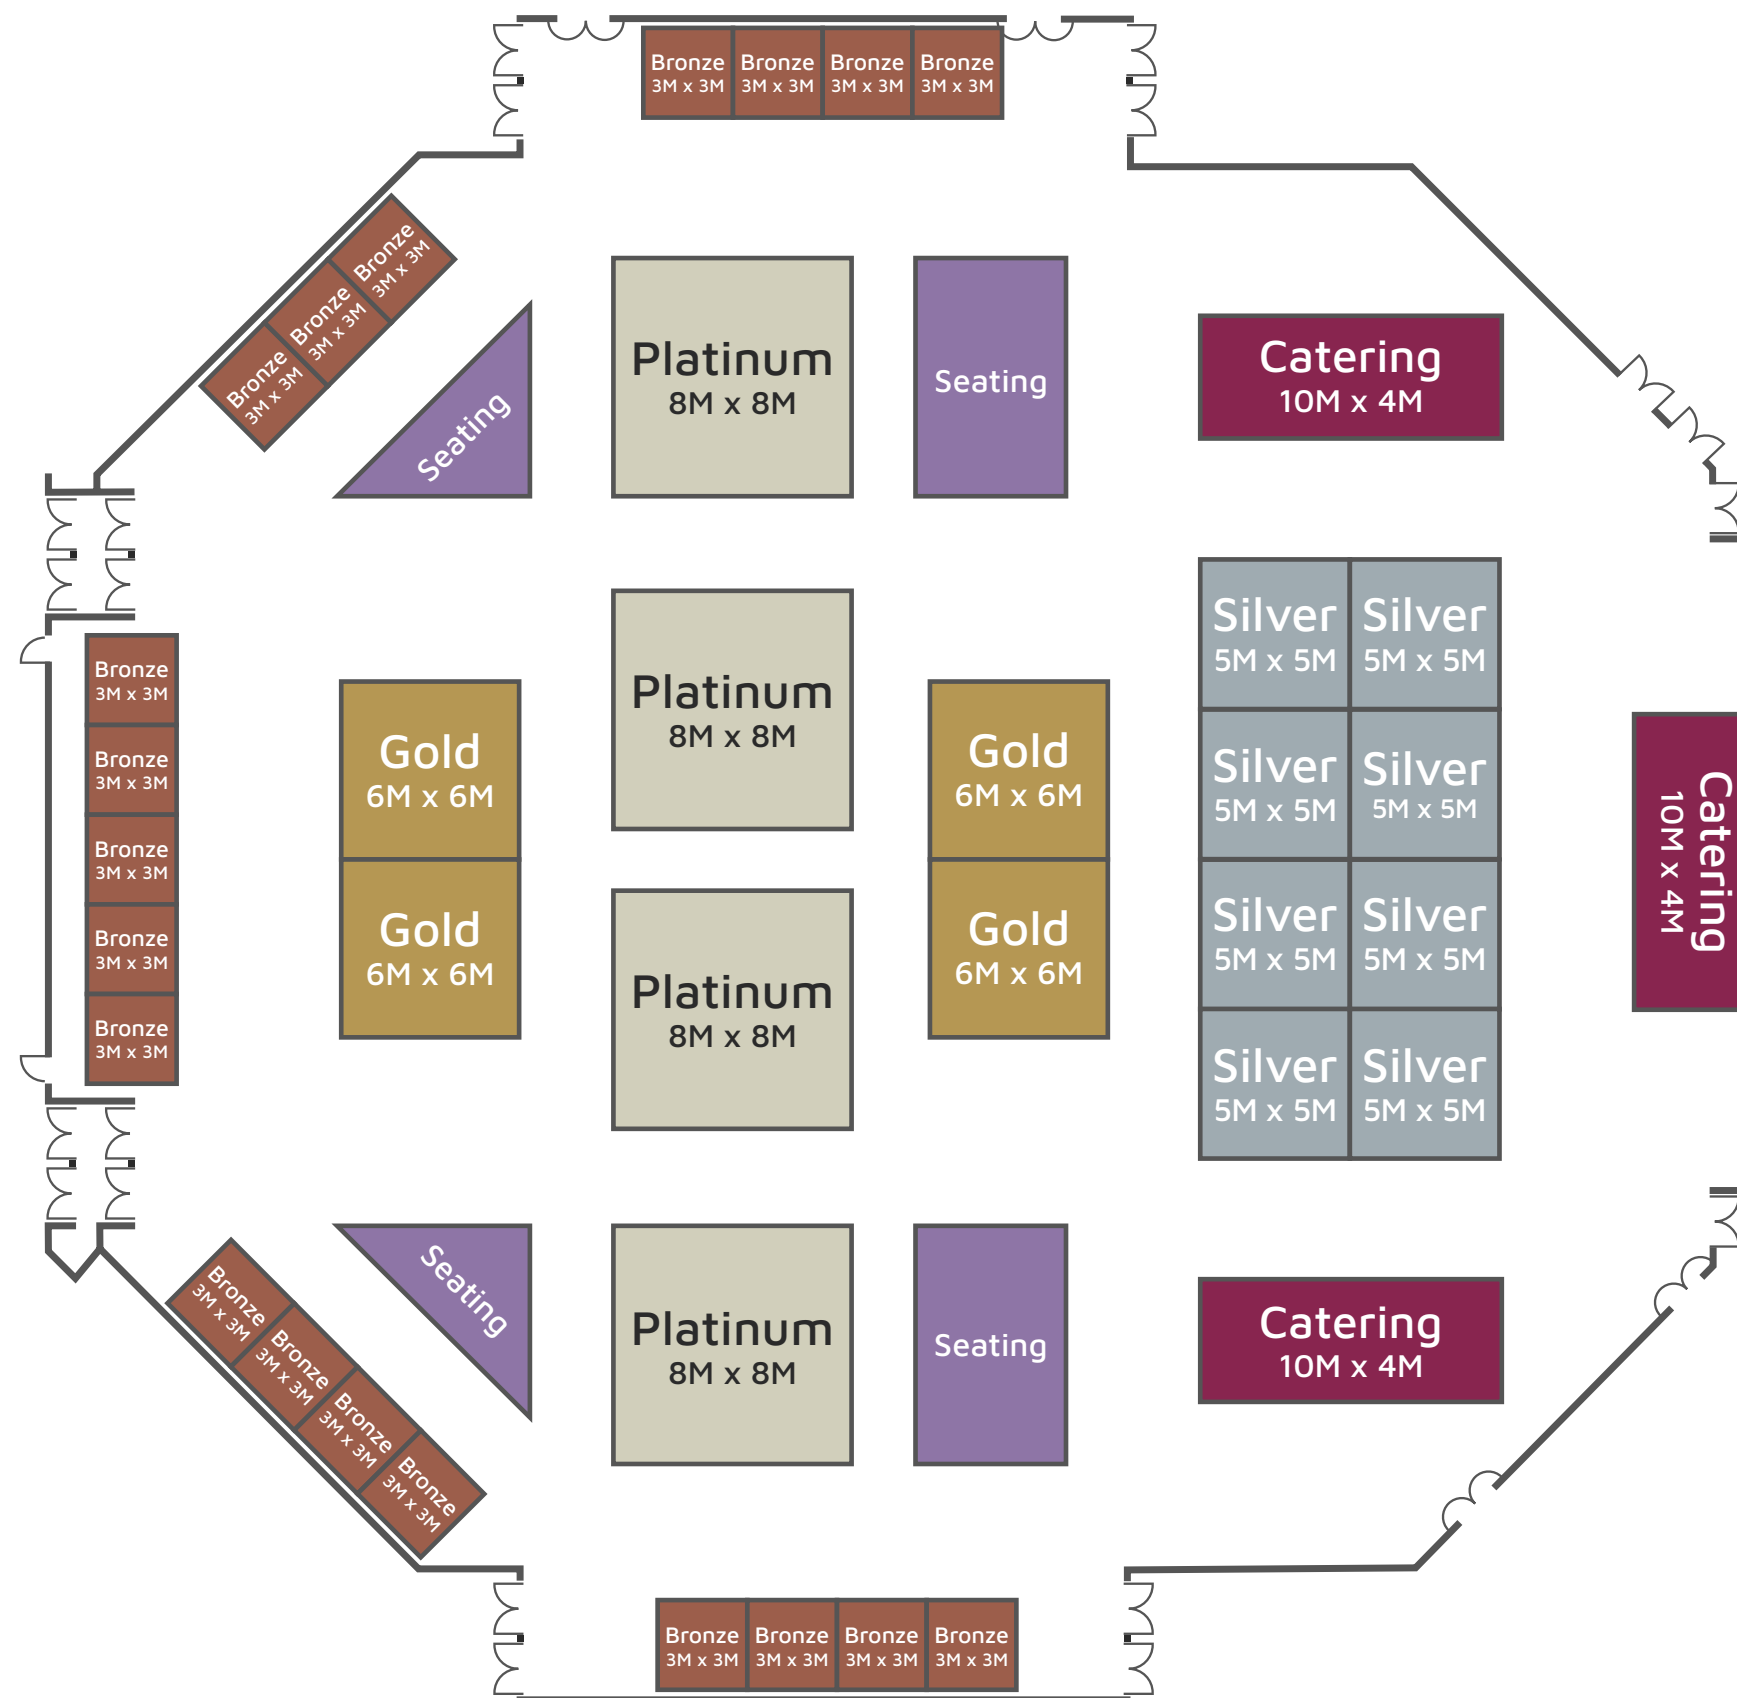 Bronze
3M x 3M
Bronze
3M x 3M
Bronze
3M x 3M
Bronze
3M x 3M
Bronze
3M x 3M
Bronze
3M x 3M
Bronze
3M x 3M
Seating
Platinum
8M x 8M
Seating
Catering
10M x 4M
Bronze
3M x 3M
Bronze
3M x 3M
Bronze
3M x 3M
Bronze
3M x 3M
Bronze
3M x 3M
Gold
6M x 6M
Gold
6M x 6M
Platinum
8M x 8M
Platinum
8M x 8M
Gold
6M x 6M
Gold
6M x 6M
Silver
5M x 5M
Silver
5M x 5M
Silver
5M x 5M
Silver
5M x 5M
Silver
5M x 5M
Silver
5M x 5M
Silver
5M x 5M
Silver
5M x 5M
Catering
10M x 4M
Bronze
3M x 3M
Bronze
3M x 3M
Bronze
3M x 3M
Bronze
3M x 3M
Seating
Platinum
8M x 8M
Seating
Catering
10M x 4M
Bronze
3M x 3M
Bronze
3M x 3M
Bronze
3M x 3M
Bronze
3M x 3M